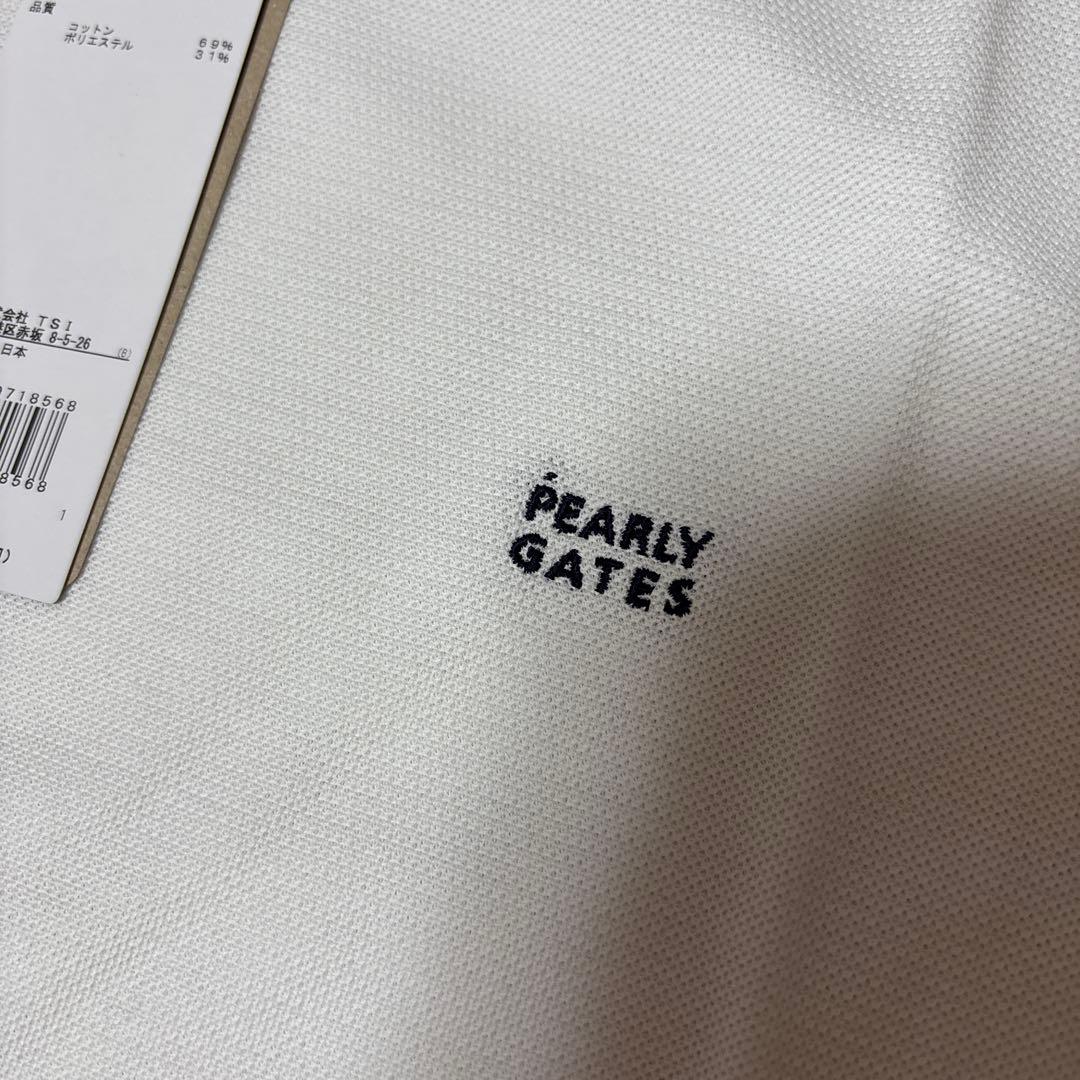 品質
コットン 69%
ポリエステル 31%
会社 TSI
区赤坂 8-5-26 (B)
日本
718568
8568
1
PEARLY
GATES